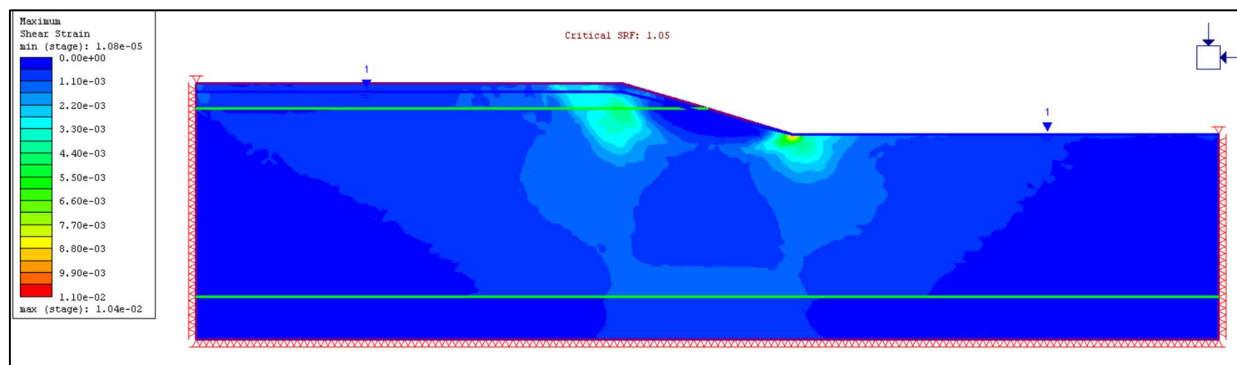 Maximum
Shear Strain
min (stage): 1.08e-05
0.00e+00
1.10e-03
2.20e-03
3.30e-03
5.40e-03
5.50e-03
6.60e-03
7.70e-03
8.80e-03
9.90e-03
1.10e-02
max (stage): 1.04e-02
Critical SRF: 1.05
1
1